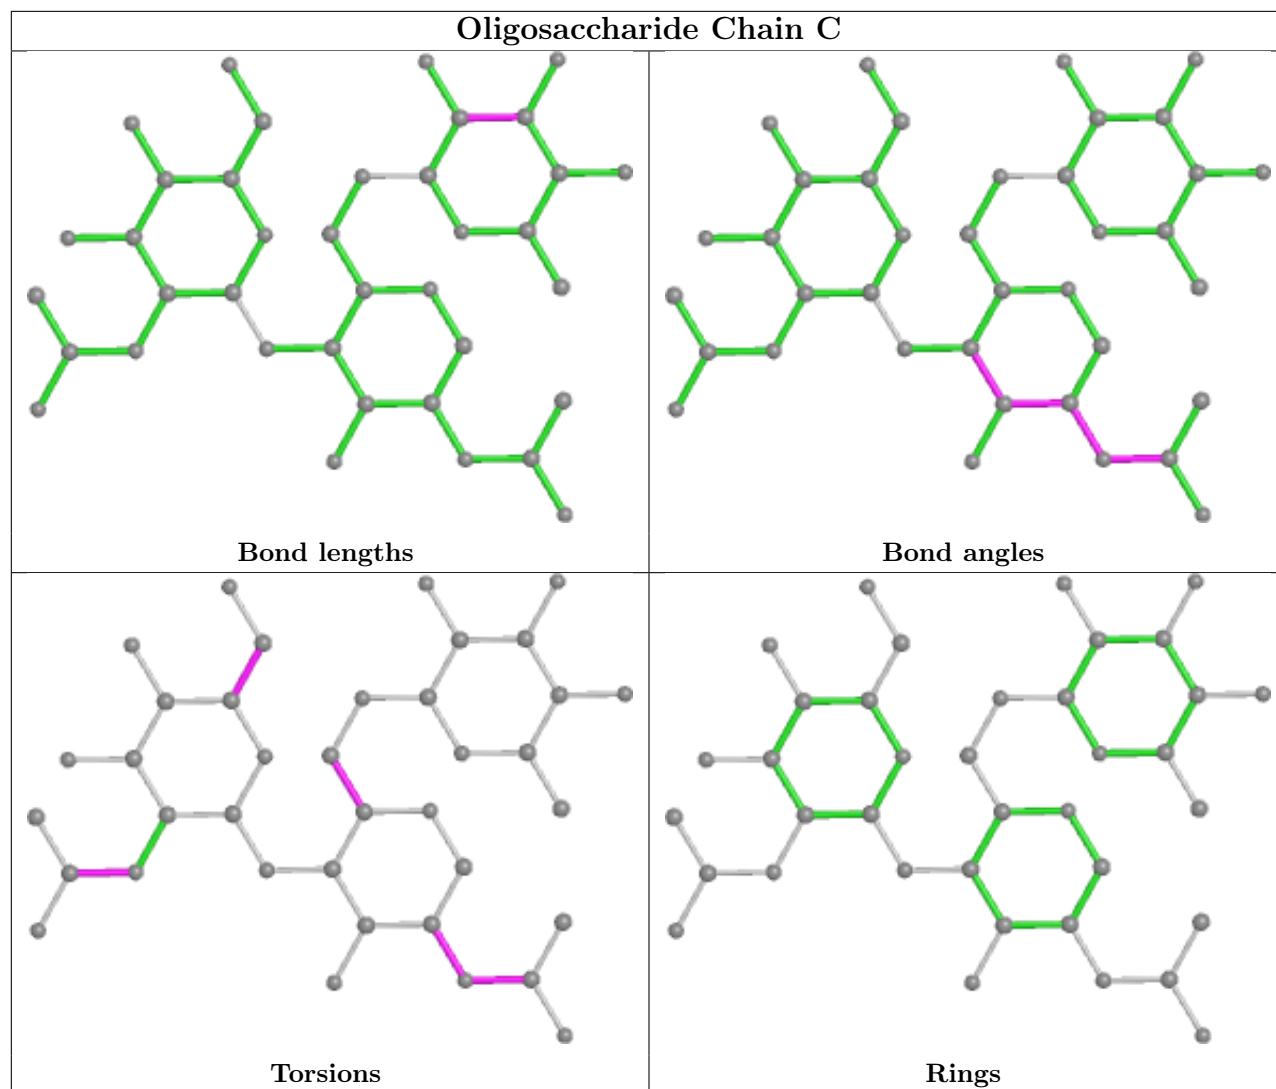 Oligosaccharide Chain C
Bond lengths
Bond angles
Torsions
Rings